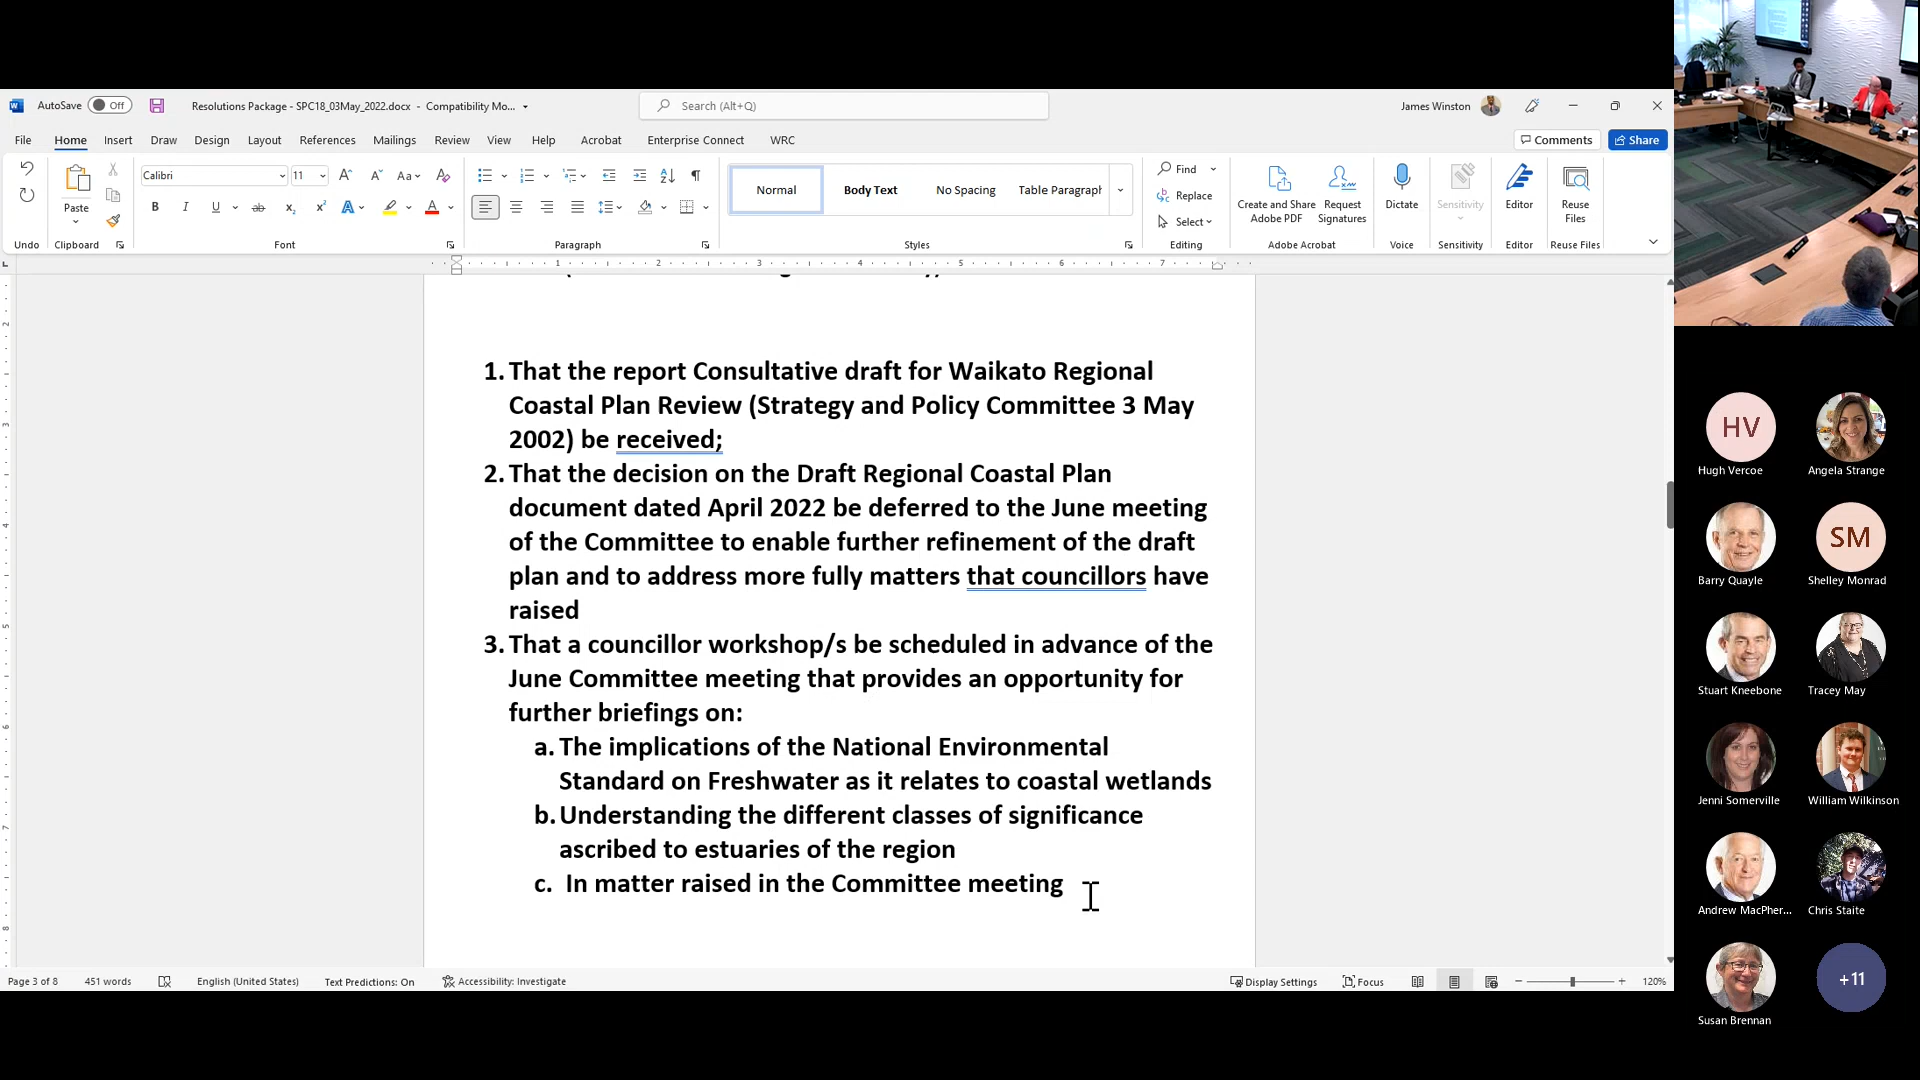 AutoSave Off Resolutions Package - SPC18_03May_2022.docx - Compatibility Mo... Search (Alt+Q) James Winston
File Home Insert Draw Design Layout References Mailings Review View Help Acrobat Enterprise Connect WRC Comments Share
Calibri 11 Aa Normal Body Text No Spacing Table Paragraph Find
Paste Replace
Create and Share Adobe PDF Request Signatures Dictate Sensitivity Editor Reuse Files
Select
Undo Clipboard Font Paragraph Styles Editing Adobe Acrobat Voice Sensitivity Editor Reuse Files
1 2 3 4 5 6 7
1. That the report Consultative draft for Waikato Regional
Coastal Plan Review (Strategy and Policy Committee 3 May
2002) be received;
2. That the decision on the Draft Regional Coastal Plan
document dated April 2022 be deferred to the June meeting
of the Committee to enable further refinement of the draft
plan and to address more fully matters that councillors have
raised
3. That a councillor workshop/s be scheduled in advance of the
June Committee meeting that provides an opportunity for
further briefings on:
a. The implications of the National Environmental
Standard on Freshwater as it relates to coastal wetlands
b. Understanding the different classes of significance
ascribed to estuaries of the region
c. In matter raised in the Committee meeting
Page 3 of 8 451 words English (United States) Text Predictions: On Accessibility: Investigate Display Settings Focus 120%
HV
Hugh Vercoe Angela Strange
SM
Barry Quayle Shelley Monrad
Stuart Kneebone Tracey May
Jenni Somerville William Wilkinson
Andrew MacPher... Chris Staite
+11
Susan Brennan